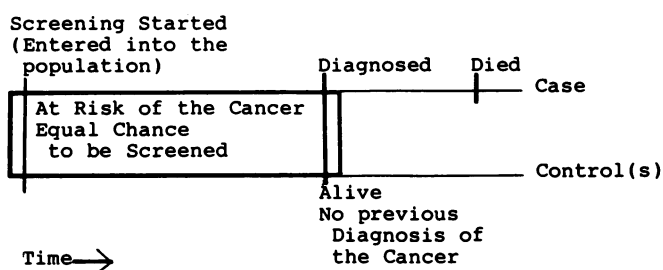 Screening Started
(Entered into the
population)
Diagnosed
Died
Case
At Risk of the Cancer
Equal Chance
to be Screened
Control(s)
Alive
No previous
Diagnosis of
the Cancer
Time